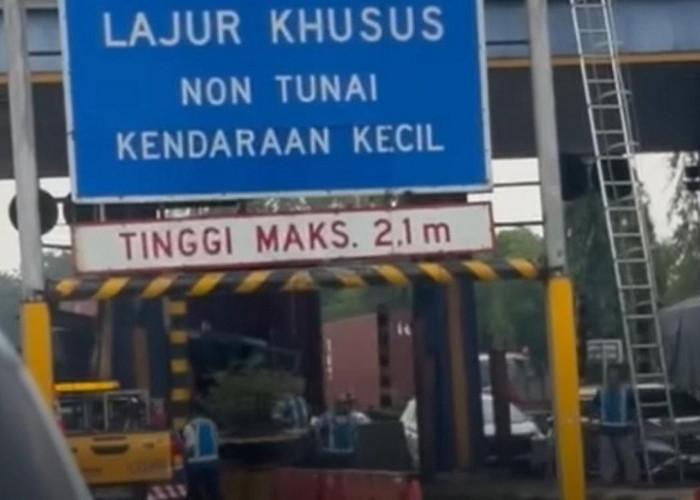 LAJUR KHUSUS
NON TUNAI
KENDARAAN KECIL
TINGGI MAKS. 2.1 m